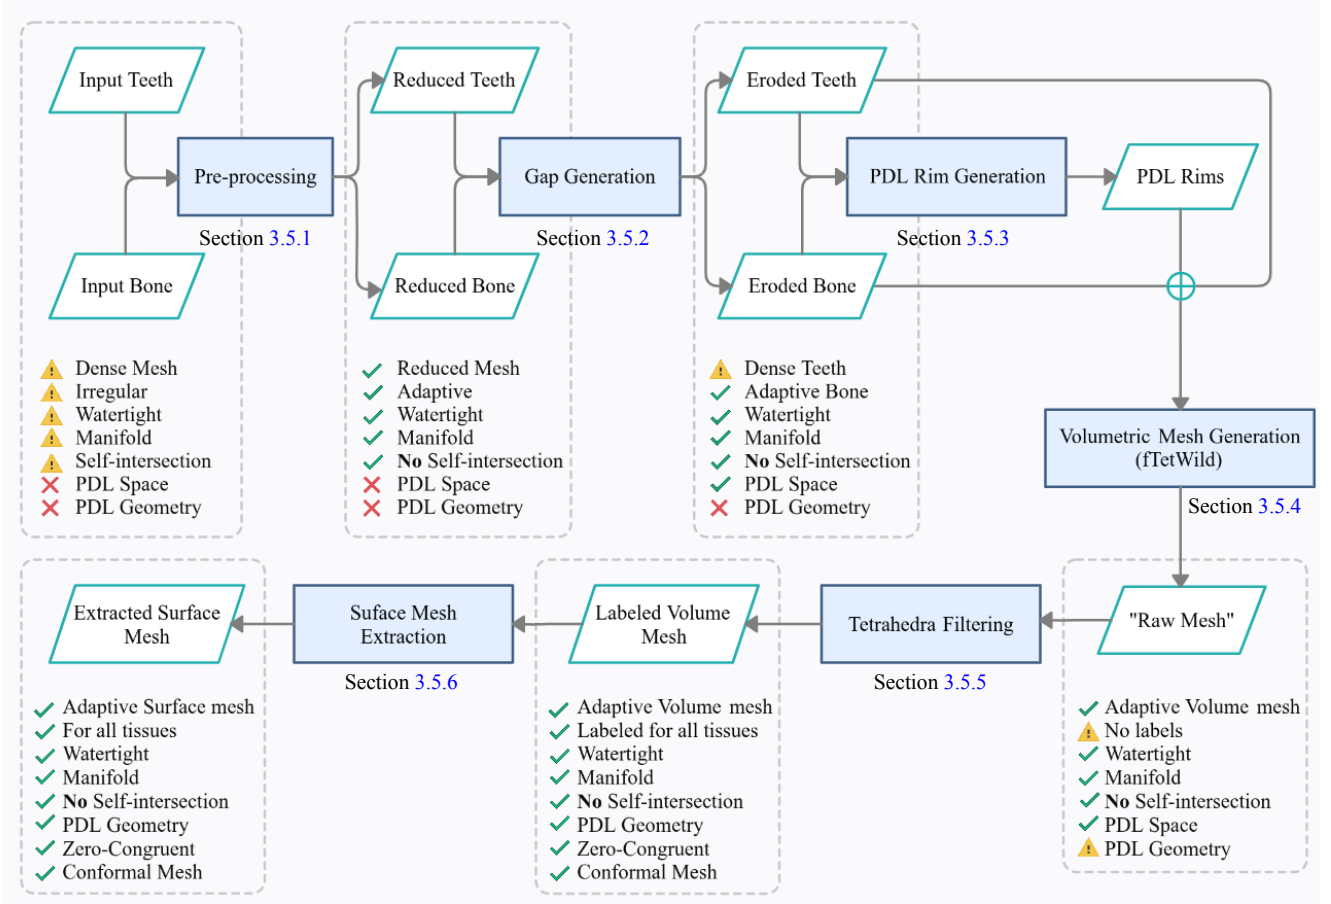 Input Teeth
Pre-processing
Section 3.5.1
Input Bone
Dense Mesh
Irregular
Watertight
Manifold
Self-intersection
PDL Space
PDL Geometry
Reduced Teeth
Gap Generation
Section 3.5.2
Reduced Bone
Reduced Mesh
Adaptive
Watertight
Manifold
No Self-intersection
PDL Space
PDL Geometry
Eroded Teeth
PDL Rim Generation
Section 3.5.3
Eroded Bone
Dense Teeth
Adaptive Bone
Watertight
Manifold
No Self-intersection
PDL Space
PDL Geometry
PDL Rims
Volumetric Mesh Generation
(fTetWild)
Section 3.5.4
"Raw Mesh"
Adaptive Volume mesh
No labels
Watertight
Manifold
No Self-intersection
PDL Space
PDL Geometry
Tetrahedra Filtering
Section 3.5.5
Labeled Volume
Mesh
Adaptive Volume mesh
Labeled for all tissues
Watertight
Manifold
No Self-intersection
PDL Geometry
Zero-Congruent
Conformal Mesh
Suface Mesh
Extraction
Section 3.5.6
Extracted Surface
Mesh
Adaptive Surface mesh
For all tissues
Watertight
Manifold
No Self-intersection
PDL Geometry
Zero-Congruent
Conformal Mesh